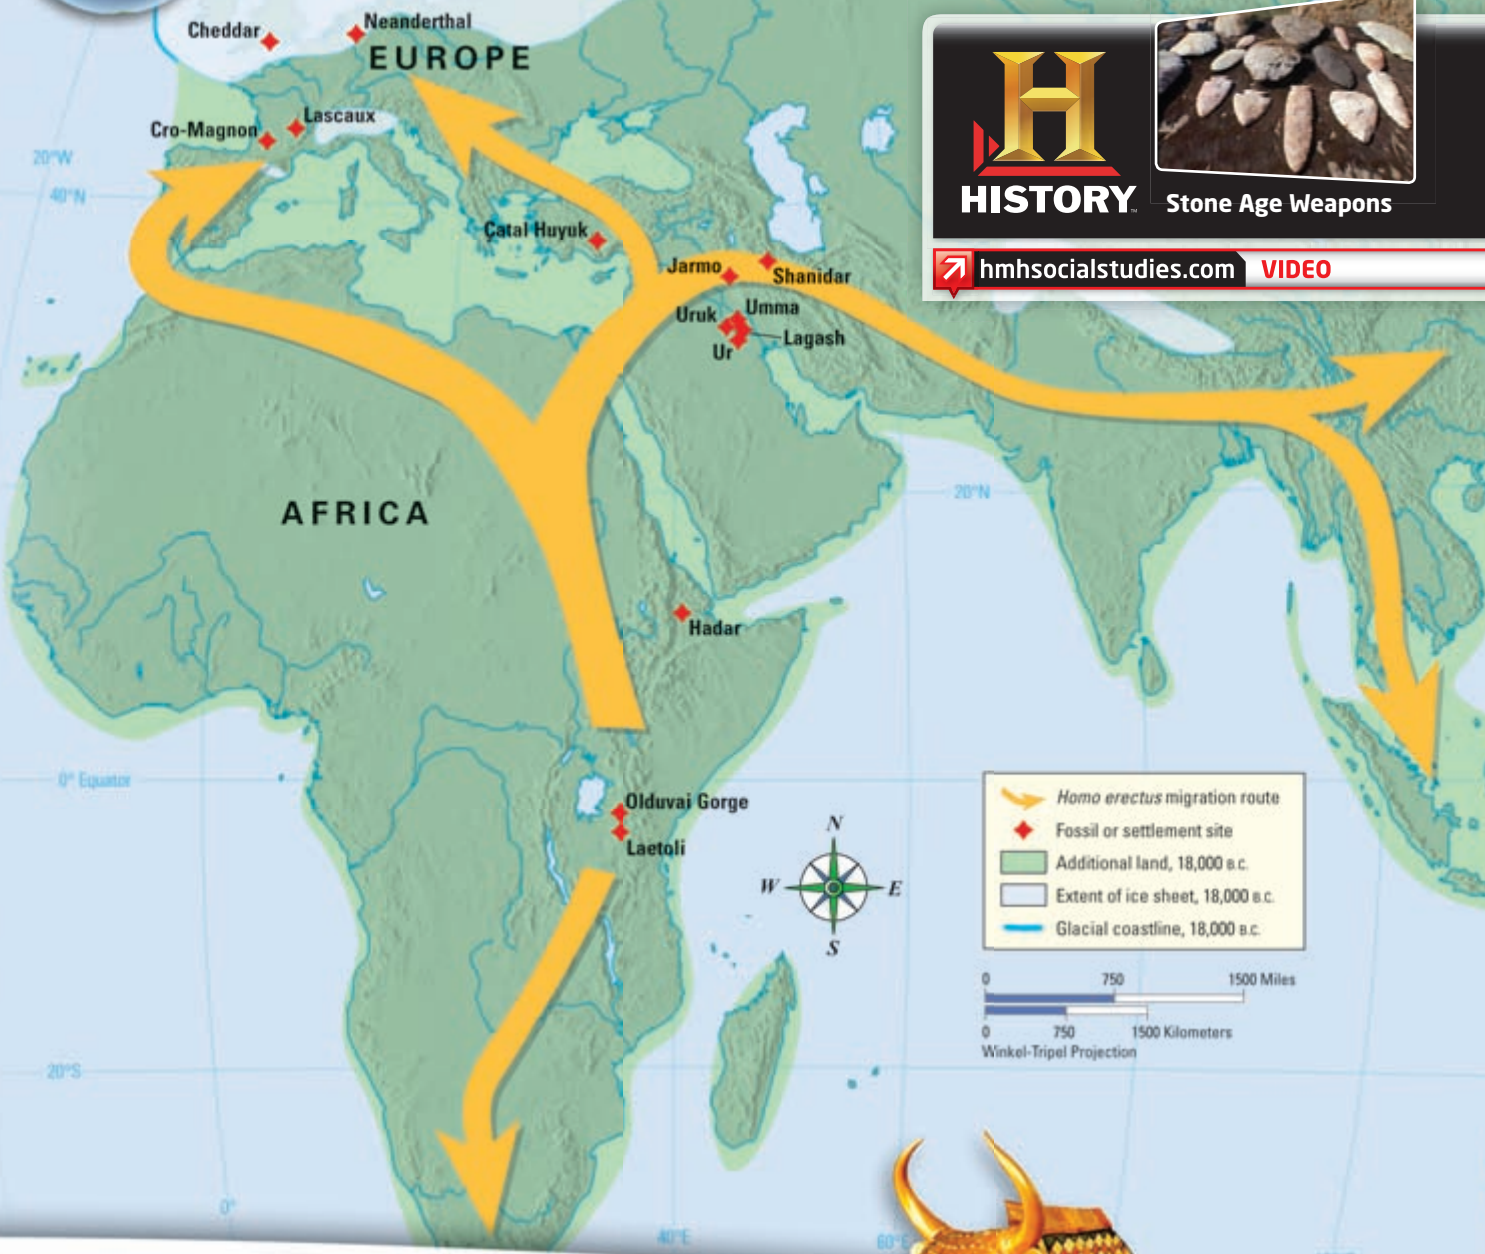 Cheddar
Neanderthal
EUROPE
Lascaux
Cro-Magnon
20°W
40°N
Çatal Huyuk
Jarmo
Shanidar
Uruk
Umma
Lagash
Ur
HISTORY
Stone Age Weapons
hmhsocialstudies.com VIDEO
AFRICA
20°N
Hadar
0° Equator
Olduvai Gorge
Laetoli
N
W E
S
Homo erectus migration route
Fossil or settlement site
Additional land, 18,000 B.C.
Extent of ice sheet, 18,000 B.C.
Glacial coastline, 18,000 B.C.
0 750 1500 Miles
0 750 1500 Kilometers
Winkel-Tripel Projection
20°S
0°
40°E
60°E